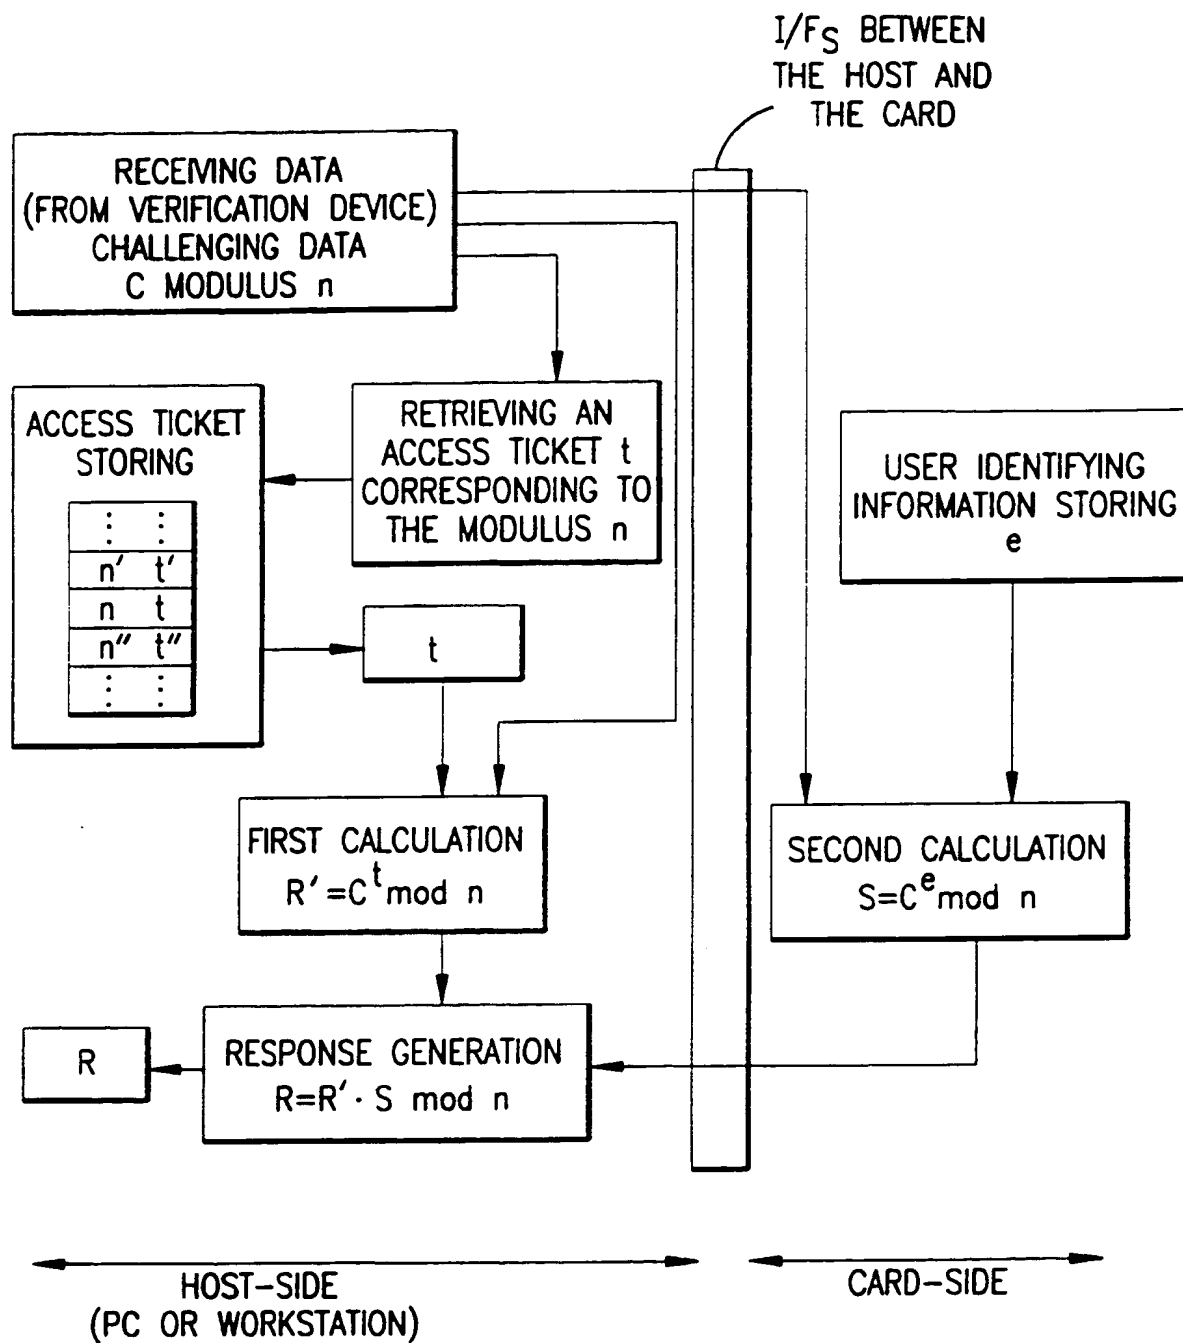 I/FS BETWEEN
THE HOST AND
THE CARD
RECEIVING DATA
(FROM VERIFICATION DEVICE)
CHALLENGING DATA
C MODULUS n
ACCESS TICKET
STORING
⋮ ⋮
n′ t′
n t
n″ t″
⋮ ⋮
RETRIEVING AN
ACCESS TICKET t
CORRESPONDING TO
THE MODULUS n
t
USER IDENTIFYING
INFORMATION STORING
e
FIRST CALCULATION
R′=C^t mod n
SECOND CALCULATION
S=C^e mod n
RESPONSE GENERATION
R=R′· S mod n
R
HOST-SIDE
(PC OR WORKSTATION)
CARD-SIDE